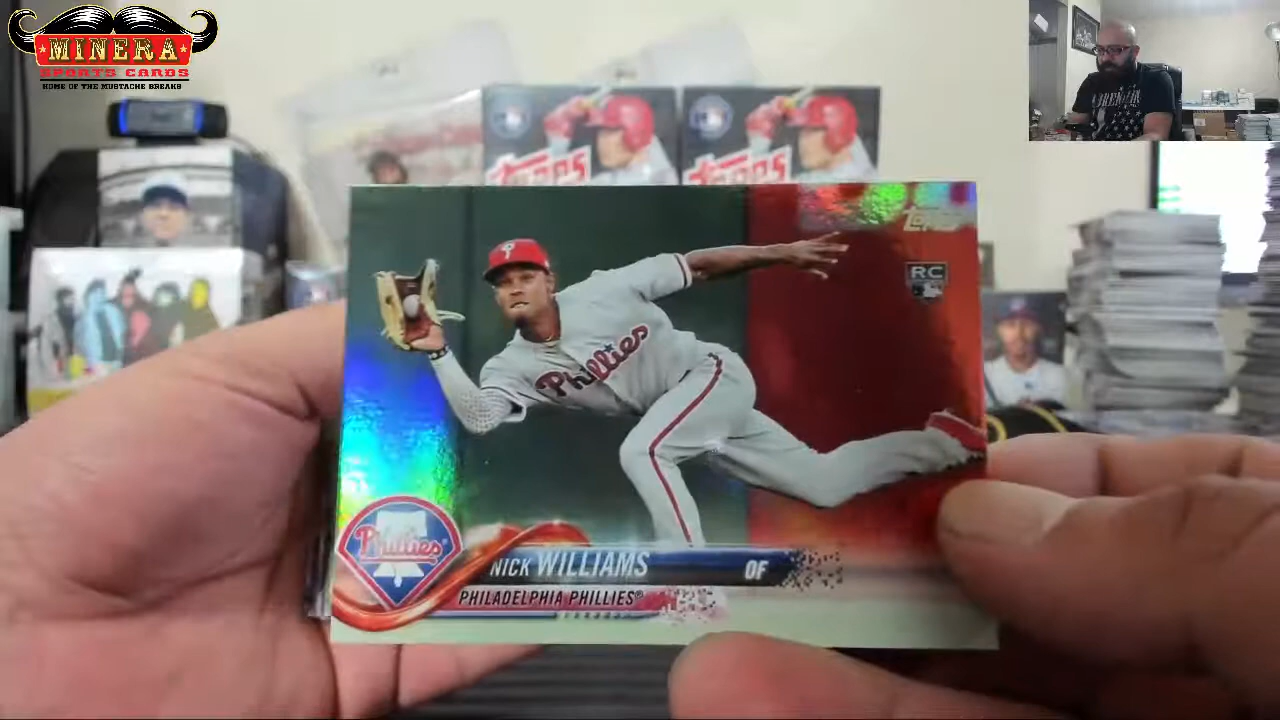 MINERA
SPORTS CARDS
HOME OF THE MUSTACHE BREAKS
TOPPS
TOPPS
Topps
RC
Phillies
Phillies
NICK WILLIAMS
OF
PHILADELPHIA PHILLIES®